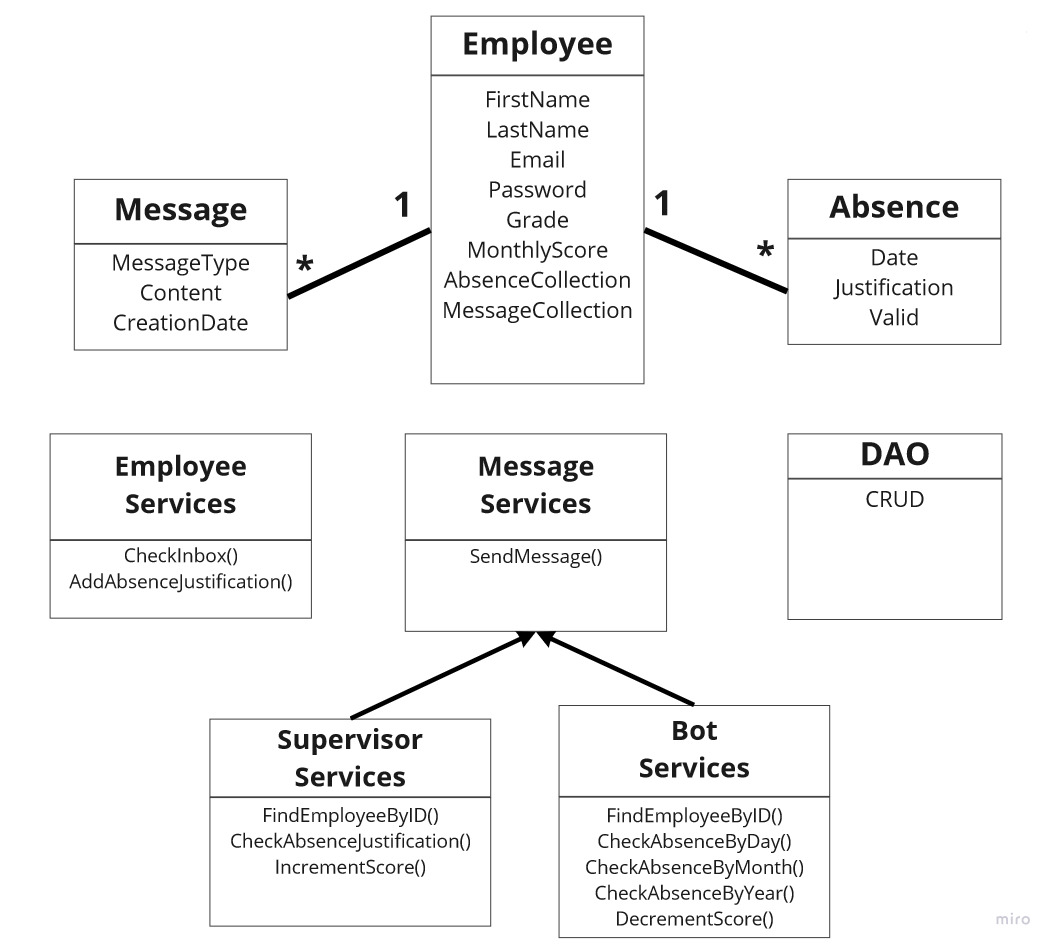 Employee
FirstName
LastName
Email
Password
Grade
MonthlyScore
AbsenceCollection
MessageCollection
Message
MessageType
Content
CreationDate
1
*
1
*
Absence
Date
Justification
Valid
Employee
Services
CheckInbox()
AddAbsenceJustification()
Message
Services
SendMessage()
DAO
CRUD
Supervisor
Services
FindEmployeeByID()
CheckAbsenceJustification()
IncrementScore()
Bot
Services
FindEmployeeByID()
CheckAbsenceByDay()
CheckAbsenceByMonth()
CheckAbsenceByYear()
DecrementScore()
miro